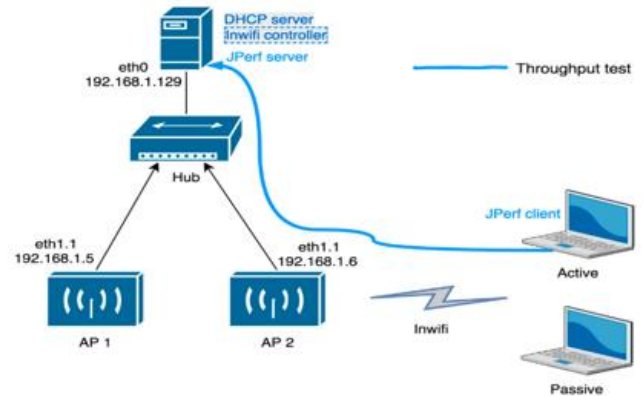 DHCP server
Inwifi controller
JPerf server
eth0
192.168.1.129
Throughput test
Hub
JPerf client
eth1.1
192.168.1.5
eth1.1
192.168.1.6
Active
AP 1
AP 2
Inwifi
Passive